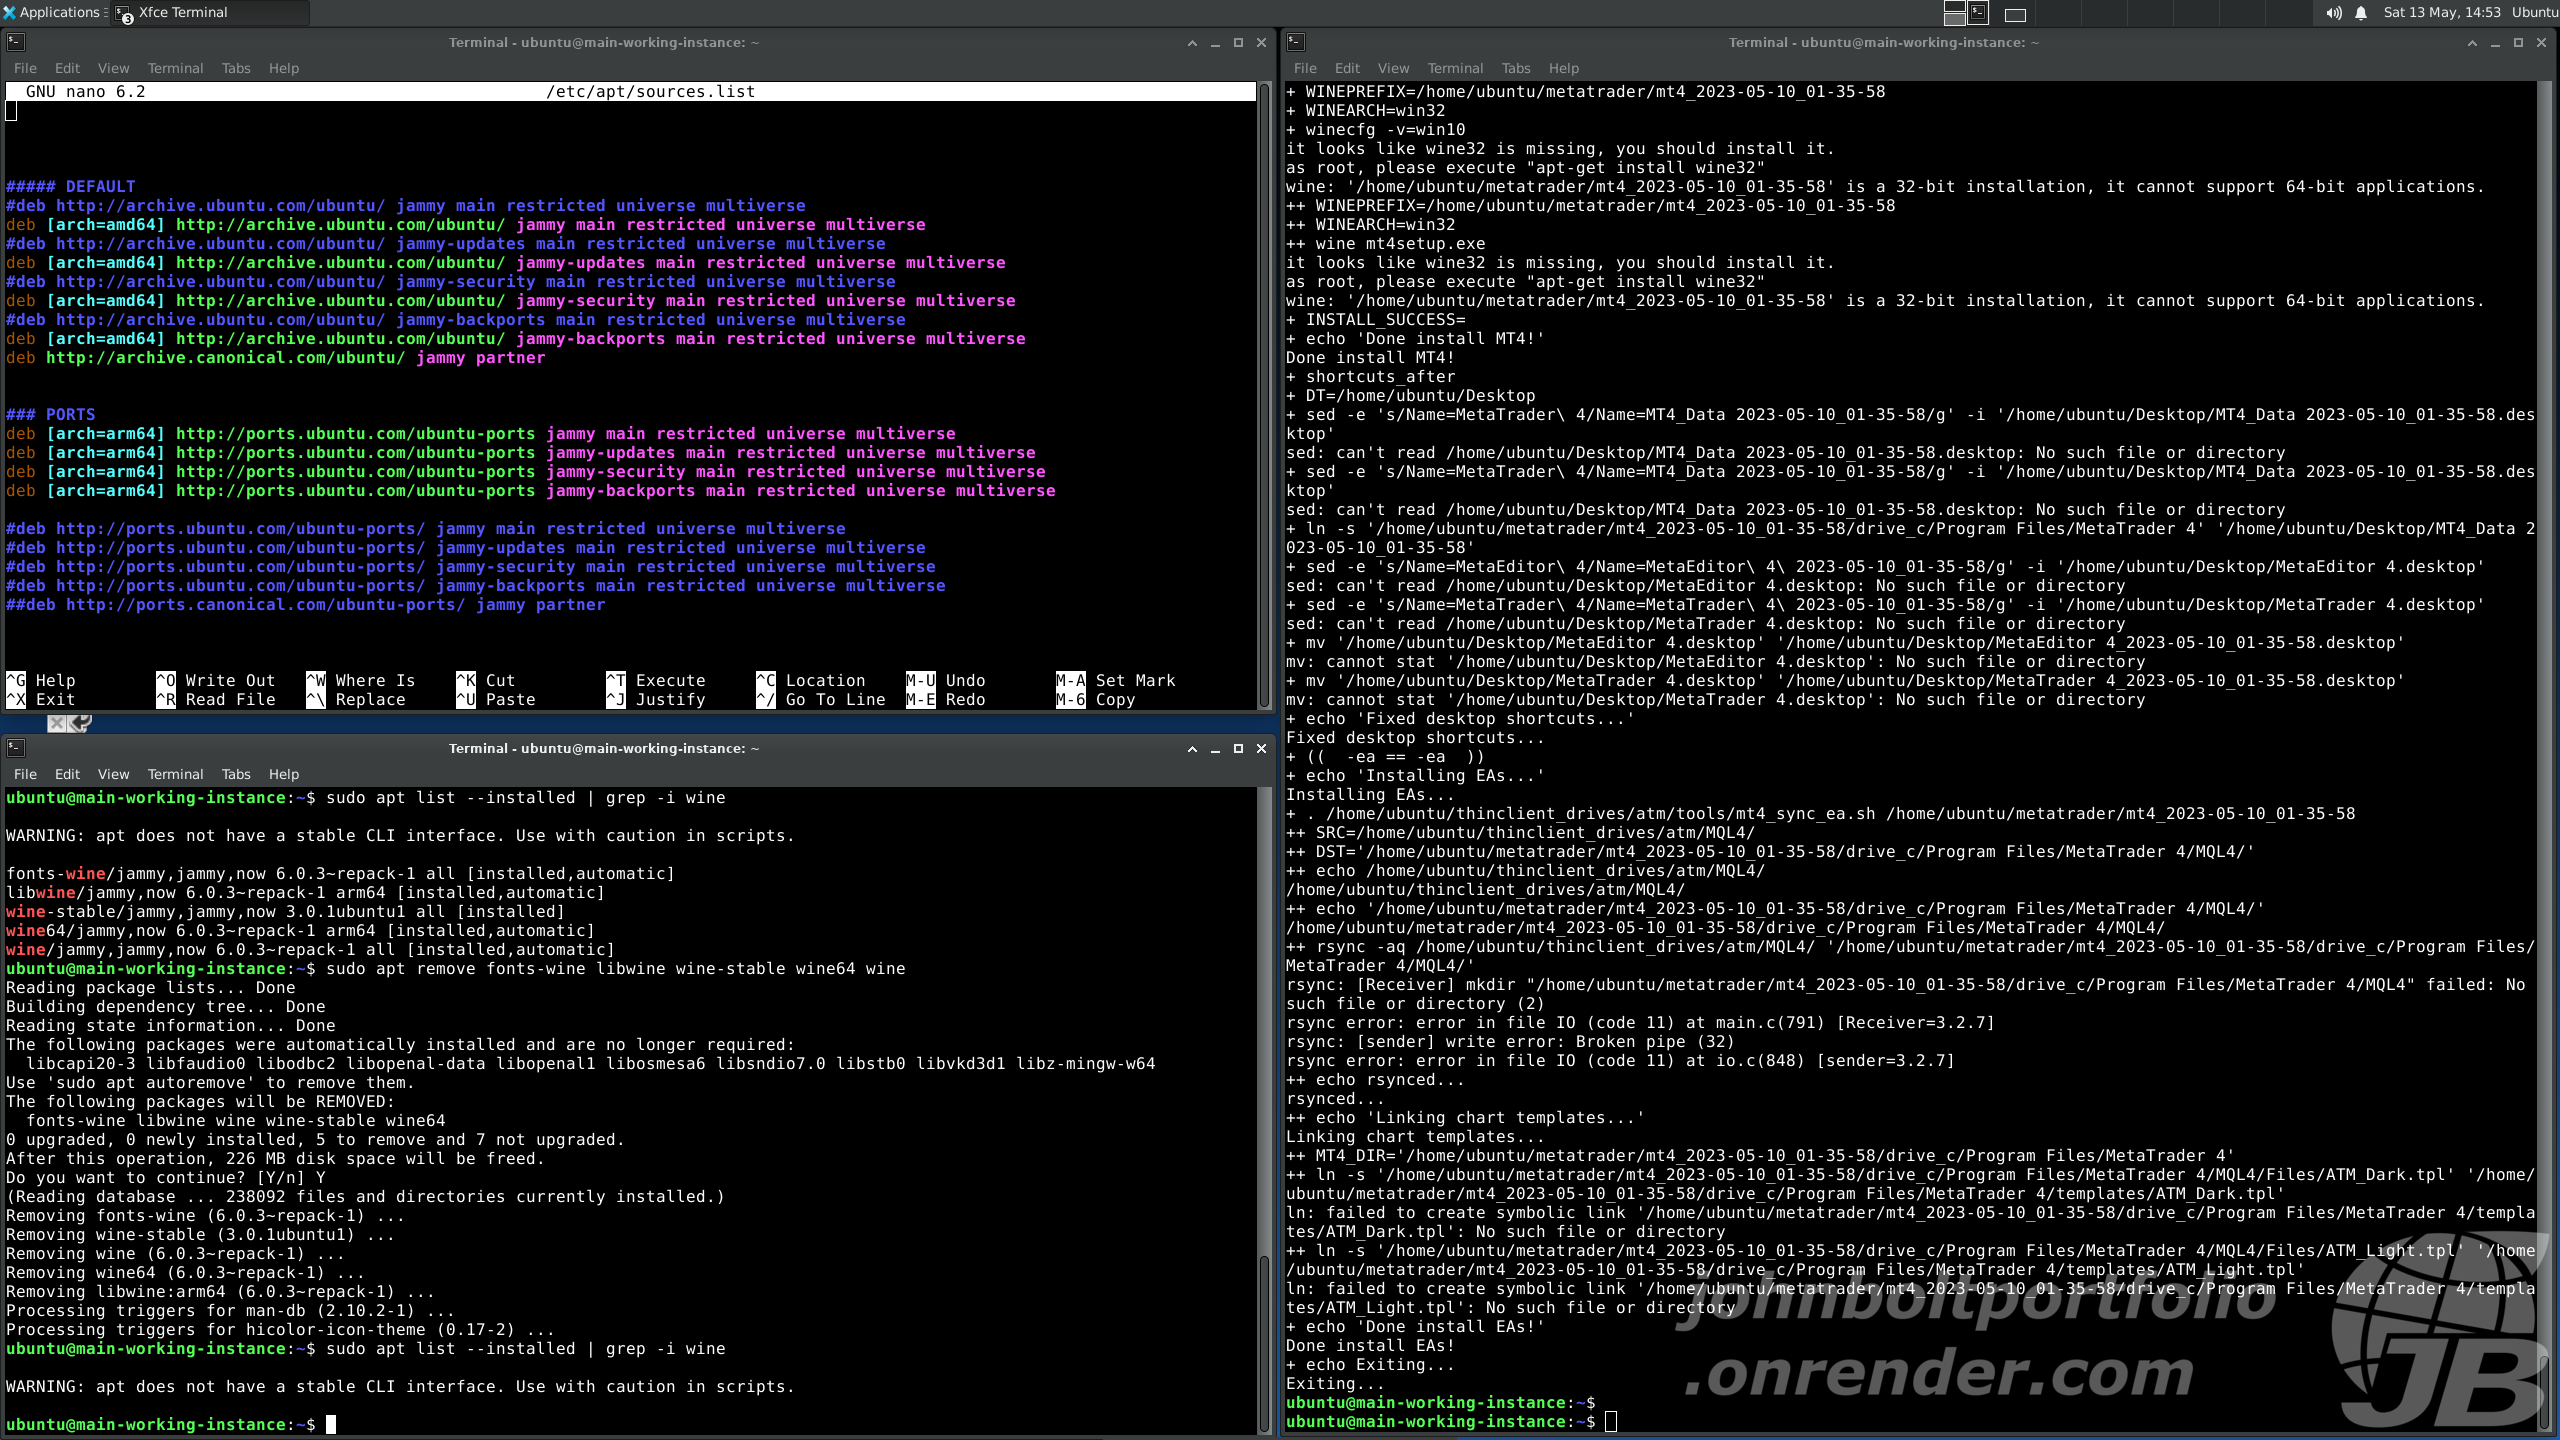 Applications
Xfce Terminal
3
Sat 13 May, 14:53
Ubuntu
Terminal - ubuntu@main-working-instance: ~
File Edit View Terminal Tabs Help
GNU nano 6.2 /etc/apt/sources.list
##### DEFAULT
#deb http://archive.ubuntu.com/ubuntu/ jammy main restricted universe multiverse
deb [arch=amd64] http://archive.ubuntu.com/ubuntu/ jammy main restricted universe multiverse
#deb http://archive.ubuntu.com/ubuntu/ jammy-updates main restricted universe multiverse
deb [arch=amd64] http://archive.ubuntu.com/ubuntu/ jammy-updates main restricted universe multiverse
#deb http://archive.ubuntu.com/ubuntu/ jammy-security main restricted universe multiverse
deb [arch=amd64] http://archive.ubuntu.com/ubuntu/ jammy-security main restricted universe multiverse
#deb http://archive.ubuntu.com/ubuntu/ jammy-backports main restricted universe multiverse
deb [arch=amd64] http://archive.ubuntu.com/ubuntu/ jammy-backports main restricted universe multiverse
deb http://archive.canonical.com/ubuntu/ jammy partner
### PORTS
deb [arch=arm64] http://ports.ubuntu.com/ubuntu-ports jammy main restricted universe multiverse
deb [arch=arm64] http://ports.ubuntu.com/ubuntu-ports jammy-updates main restricted universe multiverse
deb [arch=arm64] http://ports.ubuntu.com/ubuntu-ports jammy-security main restricted universe multiverse
deb [arch=arm64] http://ports.ubuntu.com/ubuntu-ports jammy-backports main restricted universe multiverse
#deb http://ports.ubuntu.com/ubuntu-ports/ jammy main restricted universe multiverse
#deb http://ports.ubuntu.com/ubuntu-ports/ jammy-updates main restricted universe multiverse
#deb http://ports.ubuntu.com/ubuntu-ports/ jammy-security main restricted universe multiverse
#deb http://ports.ubuntu.com/ubuntu-ports/ jammy-backports main restricted universe multiverse
##deb http://ports.canonical.com/ubuntu-ports/ jammy partner
^G Help ^O Write Out ^W Where Is ^K Cut ^T Execute ^C Location M-U Undo M-A Set Mark
^X Exit ^R Read File ^\ Replace ^U Paste ^J Justify ^/ Go To Line M-E Redo M-6 Copy
Terminal - ubuntu@main-working-instance: ~
File Edit View Terminal Tabs Help
ubuntu@main-working-instance:~$ sudo apt list --installed | grep -i wine
WARNING: apt does not have a stable CLI interface. Use with caution in scripts.
fonts-wine/jammy,jammy,now 6.0.3~repack-1 all [installed,automatic]
libwine/jammy,now 6.0.3~repack-1 arm64 [installed,automatic]
wine-stable/jammy,jammy,now 3.0.1ubuntu1 all [installed]
wine64/jammy,now 6.0.3~repack-1 arm64 [installed,automatic]
wine/jammy,jammy,now 6.0.3~repack-1 all [installed,automatic]
ubuntu@main-working-instance:~$ sudo apt remove fonts-wine libwine wine-stable wine64 wine
Reading package lists... Done
Building dependency tree... Done
Reading state information... Done
The following packages were automatically installed and are no longer required:
libcapi20-3 libfaudio0 libodbc2 libopenal-data libopenal1 libosmesa6 libsndio7.0 libstb0 libvkd3d1 libz-mingw-w64
Use 'sudo apt autoremove' to remove them.
The following packages will be REMOVED:
fonts-wine libwine wine wine-stable wine64
0 upgraded, 0 newly installed, 5 to remove and 7 not upgraded.
After this operation, 226 MB disk space will be freed.
Do you want to continue? [Y/n] Y
(Reading database ... 238092 files and directories currently installed.)
Removing fonts-wine (6.0.3~repack-1) ...
Removing wine-stable (3.0.1ubuntu1) ...
Removing wine (6.0.3~repack-1) ...
Removing wine64 (6.0.3~repack-1) ...
Removing libwine:arm64 (6.0.3~repack-1) ...
Processing triggers for man-db (2.10.2-1) ...
Processing triggers for hicolor-icon-theme (0.17-2) ...
ubuntu@main-working-instance:~$ sudo apt list --installed | grep -i wine
WARNING: apt does not have a stable CLI interface. Use with caution in scripts.
ubuntu@main-working-instance:~$
Terminal - ubuntu@main-working-instance: ~
File Edit View Terminal Tabs Help
+ WINEPREFIX=/home/ubuntu/metatrader/mt4_2023-05-10_01-35-58
+ WINEARCH=win32
+ winecfg -v=win10
it looks like wine32 is missing, you should install it.
as root, please execute "apt-get install wine32"
wine: '/home/ubuntu/metatrader/mt4_2023-05-10_01-35-58' is a 32-bit installation, it cannot support 64-bit applications.
++ WINEPREFIX=/home/ubuntu/metatrader/mt4_2023-05-10_01-35-58
++ WINEARCH=win32
++ wine mt4setup.exe
it looks like wine32 is missing, you should install it.
as root, please execute "apt-get install wine32"
wine: '/home/ubuntu/metatrader/mt4_2023-05-10_01-35-58' is a 32-bit installation, it cannot support 64-bit applications.
+ INSTALL_SUCCESS=
+ echo 'Done install MT4!'
Done install MT4!
+ shortcuts_after
+ DT=/home/ubuntu/Desktop
+ sed -e 's/Name=MetaTrader\ 4/Name=MT4_Data 2023-05-10_01-35-58/g' -i '/home/ubuntu/Desktop/MT4_Data 2023-05-10_01-35-58.des
ktop'
sed: can't read /home/ubuntu/Desktop/MT4_Data 2023-05-10_01-35-58.desktop: No such file or directory
+ sed -e 's/Name=MetaTrader\ 4/Name=MT4_Data 2023-05-10_01-35-58/g' -i '/home/ubuntu/Desktop/MT4_Data 2023-05-10_01-35-58.des
ktop'
sed: can't read /home/ubuntu/Desktop/MT4_Data 2023-05-10_01-35-58.desktop: No such file or directory
+ ln -s '/home/ubuntu/metatrader/mt4_2023-05-10_01-35-58/drive_c/Program Files/MetaTrader 4' '/home/ubuntu/Desktop/MT4_Data 2
023-05-10_01-35-58'
+ sed -e 's/Name=MetaEditor\ 4/Name=MetaEditor\ 4\ 2023-05-10_01-35-58/g' -i '/home/ubuntu/Desktop/MetaEditor 4.desktop'
sed: can't read /home/ubuntu/Desktop/MetaEditor 4.desktop: No such file or directory
+ sed -e 's/Name=MetaTrader\ 4/Name=MetaTrader\ 4\ 2023-05-10_01-35-58/g' -i '/home/ubuntu/Desktop/MetaTrader 4.desktop'
sed: can't read /home/ubuntu/Desktop/MetaTrader 4.desktop: No such file or directory
+ mv '/home/ubuntu/Desktop/MetaEditor 4.desktop' '/home/ubuntu/Desktop/MetaEditor 4_2023-05-10_01-35-58.desktop'
mv: cannot stat '/home/ubuntu/Desktop/MetaEditor 4.desktop': No such file or directory
+ mv '/home/ubuntu/Desktop/MetaTrader 4.desktop' '/home/ubuntu/Desktop/MetaTrader 4_2023-05-10_01-35-58.desktop'
mv: cannot stat '/home/ubuntu/Desktop/MetaTrader 4.desktop': No such file or directory
+ echo 'Fixed desktop shortcuts...'
Fixed desktop shortcuts...
+ (( -ea == -ea ))
+ echo 'Installing EAs...'
Installing EAs...
+ . /home/ubuntu/thinclient_drives/atm/tools/mt4_sync_ea.sh /home/ubuntu/metatrader/mt4_2023-05-10_01-35-58
++ SRC=/home/ubuntu/thinclient_drives/atm/MQL4/
++ DST='/home/ubuntu/metatrader/mt4_2023-05-10_01-35-58/drive_c/Program Files/MetaTrader 4/MQL4/'
++ echo /home/ubuntu/thinclient_drives/atm/MQL4/
/home/ubuntu/thinclient_drives/atm/MQL4/
++ echo '/home/ubuntu/metatrader/mt4_2023-05-10_01-35-58/drive_c/Program Files/MetaTrader 4/MQL4/'
/home/ubuntu/metatrader/mt4_2023-05-10_01-35-58/drive_c/Program Files/MetaTrader 4/MQL4/
++ rsync -aq /home/ubuntu/thinclient_drives/atm/MQL4/ '/home/ubuntu/metatrader/mt4_2023-05-10_01-35-58/drive_c/Program Files/
MetaTrader 4/MQL4/'
rsync: [Receiver] mkdir "/home/ubuntu/metatrader/mt4_2023-05-10_01-35-58/drive_c/Program Files/MetaTrader 4/MQL4" failed: No
such file or directory (2)
rsync error: error in file IO (code 11) at main.c(791) [Receiver=3.2.7]
rsync: [sender] write error: Broken pipe (32)
rsync error: error in file IO (code 11) at io.c(848) [sender=3.2.7]
++ echo rsynced...
rsynced...
++ echo 'Linking chart templates...'
Linking chart templates...
++ MT4_DIR='/home/ubuntu/metatrader/mt4_2023-05-10_01-35-58/drive_c/Program Files/MetaTrader 4'
++ ln -s '/home/ubuntu/metatrader/mt4_2023-05-10_01-35-58/drive_c/Program Files/MetaTrader 4/MQL4/Files/ATM_Dark.tpl' '/home/
ubuntu/metatrader/mt4_2023-05-10_01-35-58/drive_c/Program Files/MetaTrader 4/templates/ATM_Dark.tpl'
ln: failed to create symbolic link '/home/ubuntu/metatrader/mt4_2023-05-10_01-35-58/drive_c/Program Files/MetaTrader 4/templa
tes/ATM_Dark.tpl': No such file or directory
++ ln -s '/home/ubuntu/metatrader/mt4_2023-05-10_01-35-58/drive_c/Program Files/MetaTrader 4/MQL4/Files/ATM_Light.tpl' '/home
/ubuntu/metatrader/mt4_2023-05-10_01-35-58/drive_c/Program Files/MetaTrader 4/templates/ATM_Light.tpl'
ln: failed to create symbolic link '/home/ubuntu/metatrader/mt4_2023-05-10_01-35-58/drive_c/Program Files/MetaTrader 4/templa
tes/ATM_Light.tpl': No such file or directory
+ echo 'Done install EAs!'
Done install EAs!
+ echo Exiting...
Exiting...
ubuntu@main-working-instance:~$
ubuntu@main-working-instance:~$
johnboltportfolio
.onrender.com
JB